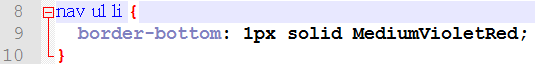 8 nav ul li {
9 border-bottom: 1px solid MediumVioletRed;
10 }